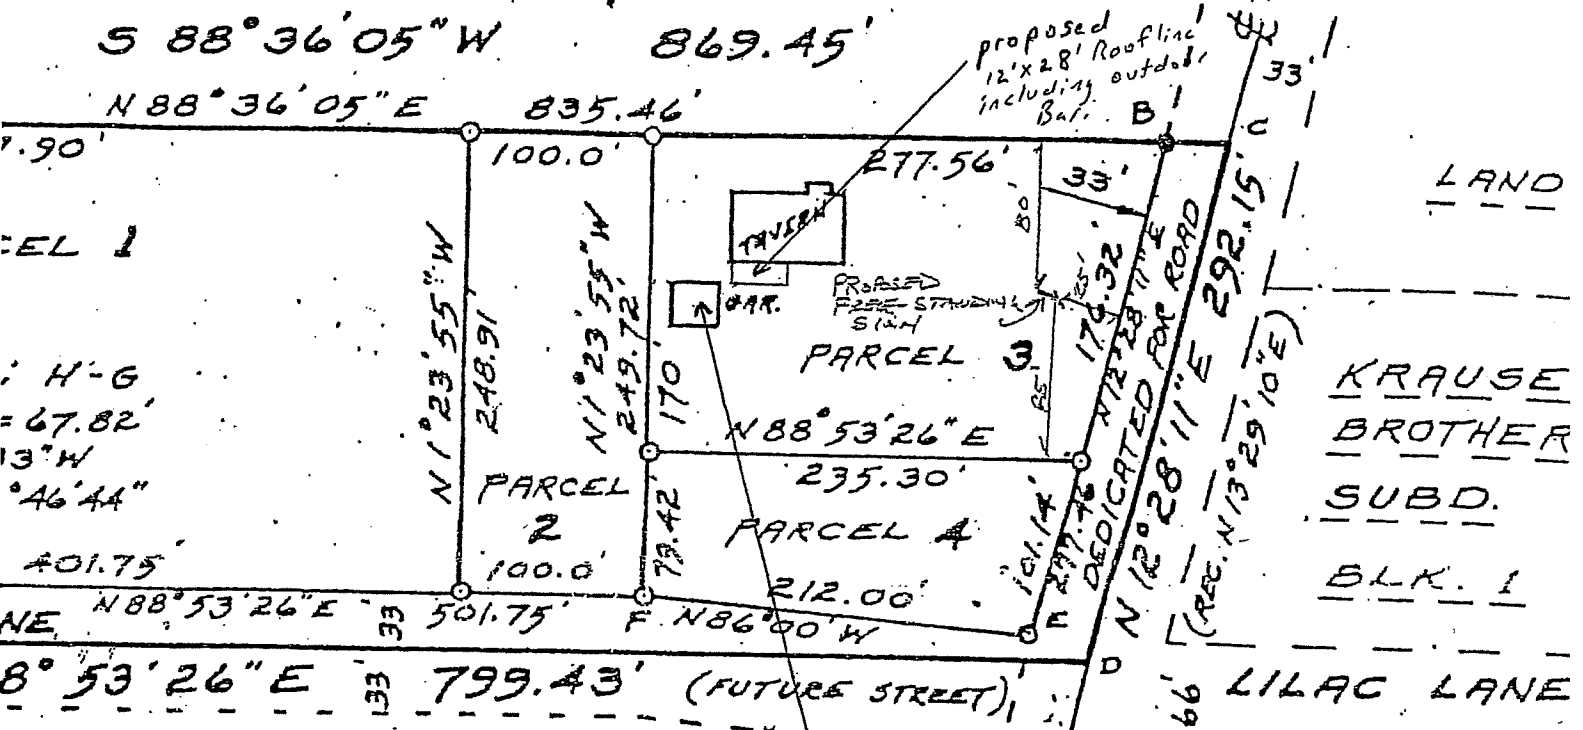 S 88°36'05" W 869.45'
proposed
12'x28' Roofline
including outdoor
Bar.
33'
N 88°36'05" E 835.46'
B
C
7.90'
100.0'
277.56'
33'
80'
LAND
TAVERN
EL 1
N 1°23'55" W
248.91
N 1°23'55" W
249.72'
170'
GAR.
PROPOSED
FREE-STANDING
SIGN
25'
85'
176.32'
N 12°28'11" E
DEDICATED FOR ROAD
292.15'
N 12°28'11" E
(REC. N 13°29'10"E)
PARCEL 3
H-G
= 67.82'
13" W
°46'44"
KRAUSE
BROTHER
SUBD.
BLK. 1
N 88°53'26" E
235.30'
PARCEL
2
79.42'
PARCEL 4
101.14'
401.75'
100.0'
212.00'
N 88°53'26" E
33
501.75'
F
N 86°00' W
E
NE
D
8°53'26" E
33
799.43'
(FUTURE STREET)
66'
LILAC LANE